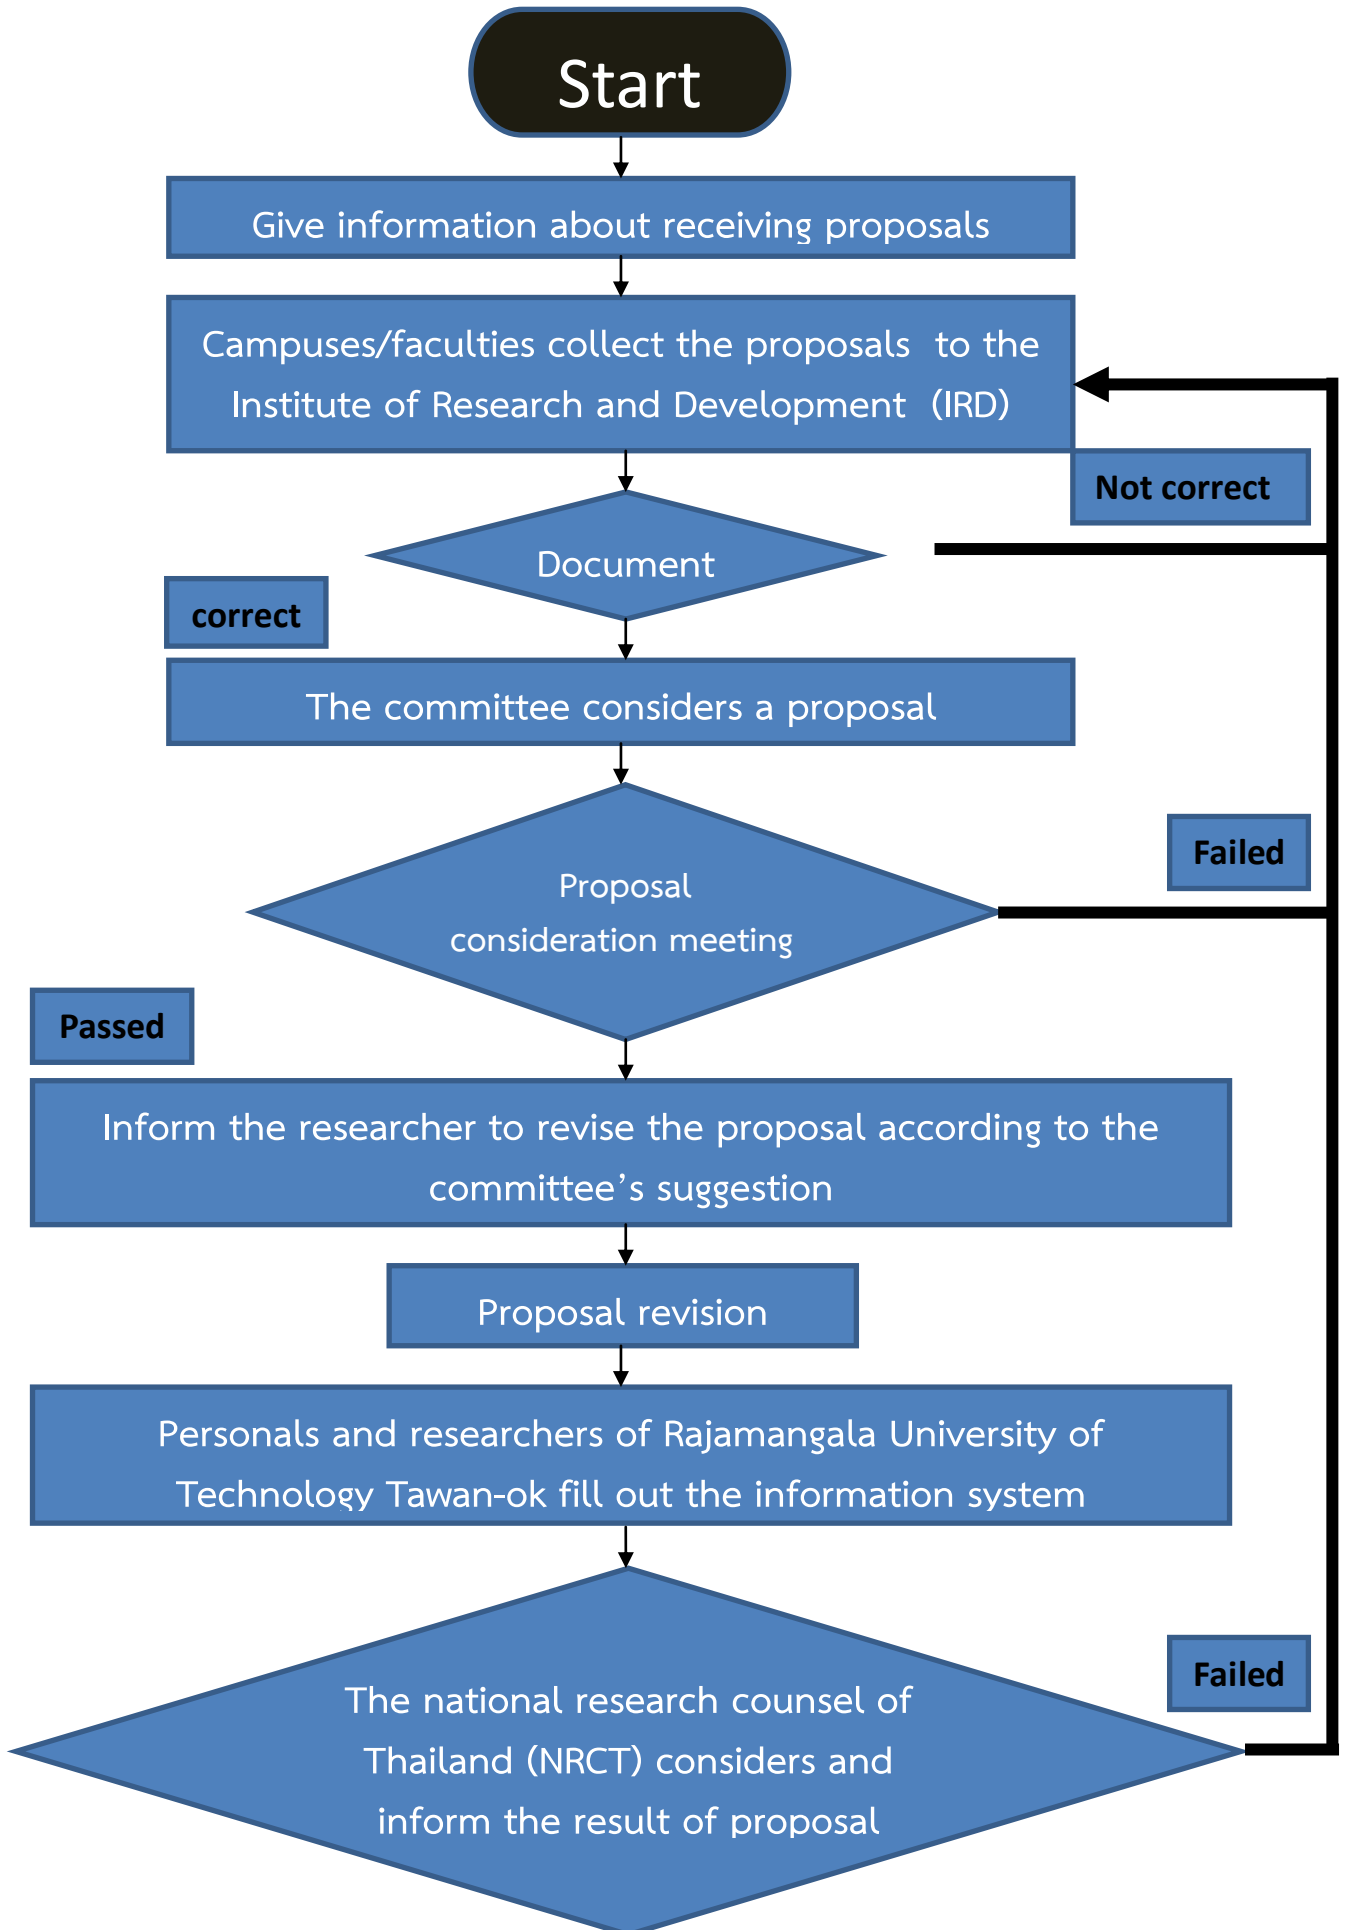 Start
Give information about receiving proposals
Campuses/faculties collect the proposals  to the
Institute of Research and Development  (IRD)
Not correct
Document
correct
The committee considers a proposal
Failed
Proposal
consideration meeting
Passed
Inform the researcher to revise the proposal according to the
committee’s suggestion
Proposal revision
Personals and researchers of Rajamangala University of
Technology Tawan-ok fill out the information system
Failed
The national research counsel of
Thailand (NRCT) considers and
inform the result of proposal